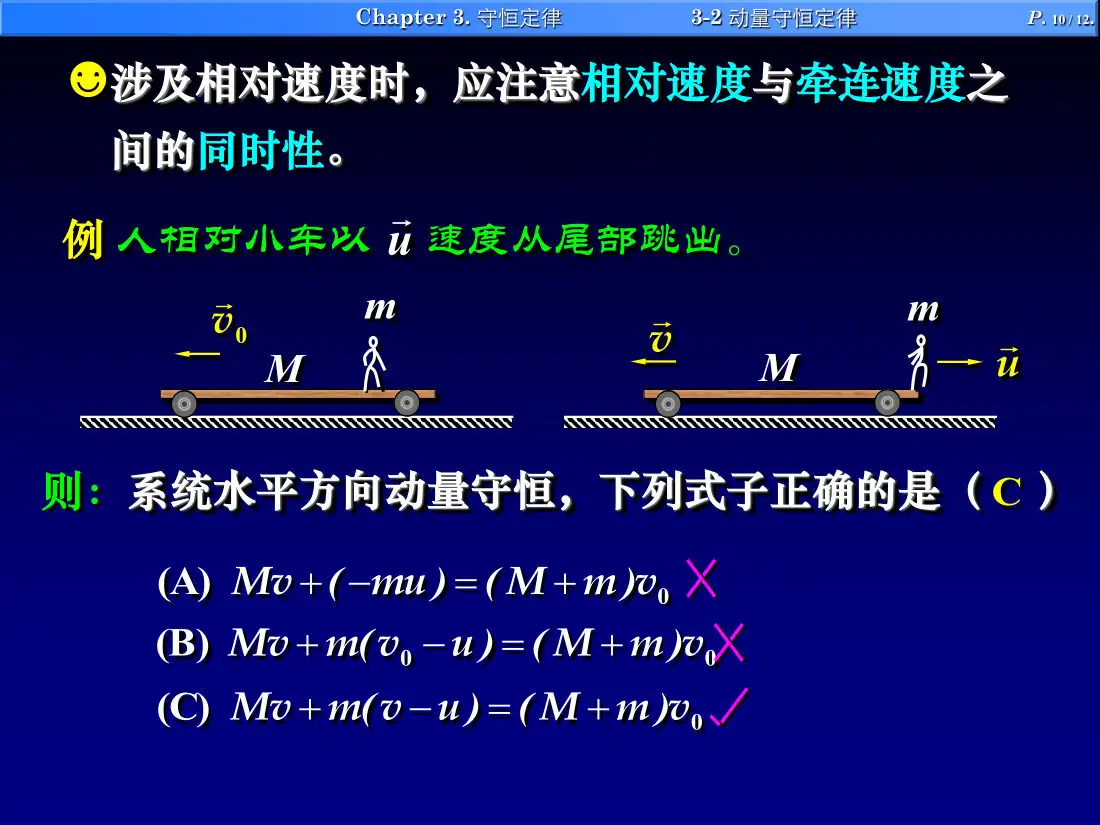 Chapter 3. 守恒定律 3-2 动量守恒定律 P. 10 / 12.
涉及相对速度时，应注意相对速度与牵连速度之
间的同时性。
例 人相对小车以 u⃗ 速度从尾部跳出。
v⃗₀ M m v⃗ M m u⃗
则：系统水平方向动量守恒，下列式子正确的是（ C ）
(A) Mv + (−mu) = (M + m)v₀
(B) Mv + m(v₀ − u) = (M + m)v₀
(C) Mv + m(v − u) = (M + m)v₀